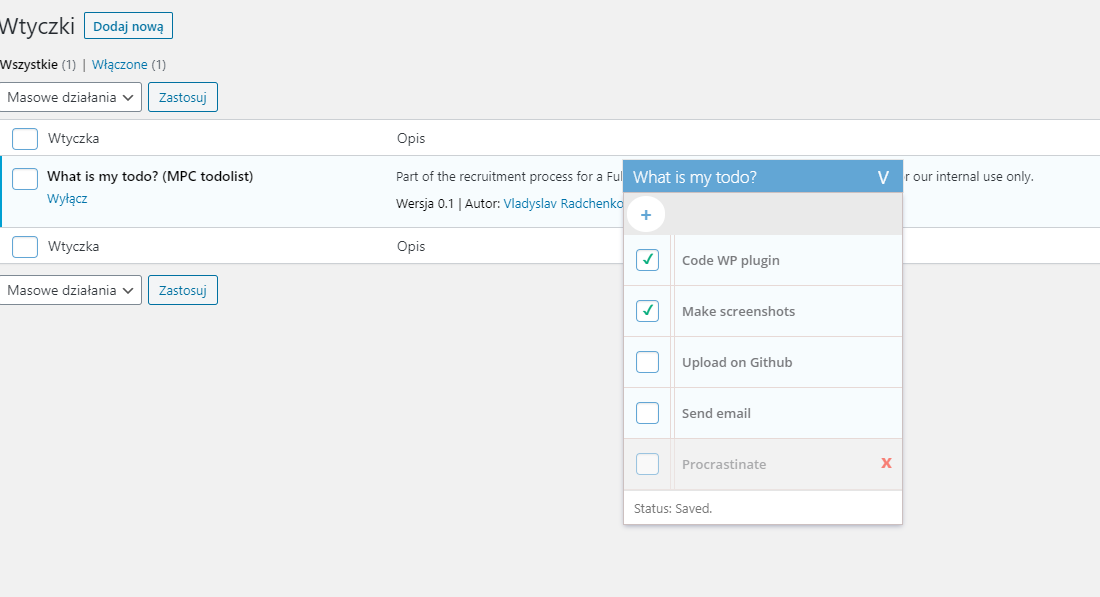 Wtyczki Dodaj nową
Wszystkie (1) | Włączone (1)
Masowe działania Zastosuj
Wtyczka Opis
What is my todo? (MPC todolist) Part of the recruitment process for a our internal use only.
Wyłącz Wersja 0.1 | Autor: Vladyslav Radchenko
Wtyczka Opis
Masowe działania Zastosuj
What is my todo? V
+
Code WP plugin
Make screenshots
Upload on Github
Send email
Procrastinate X
Status: Saved.